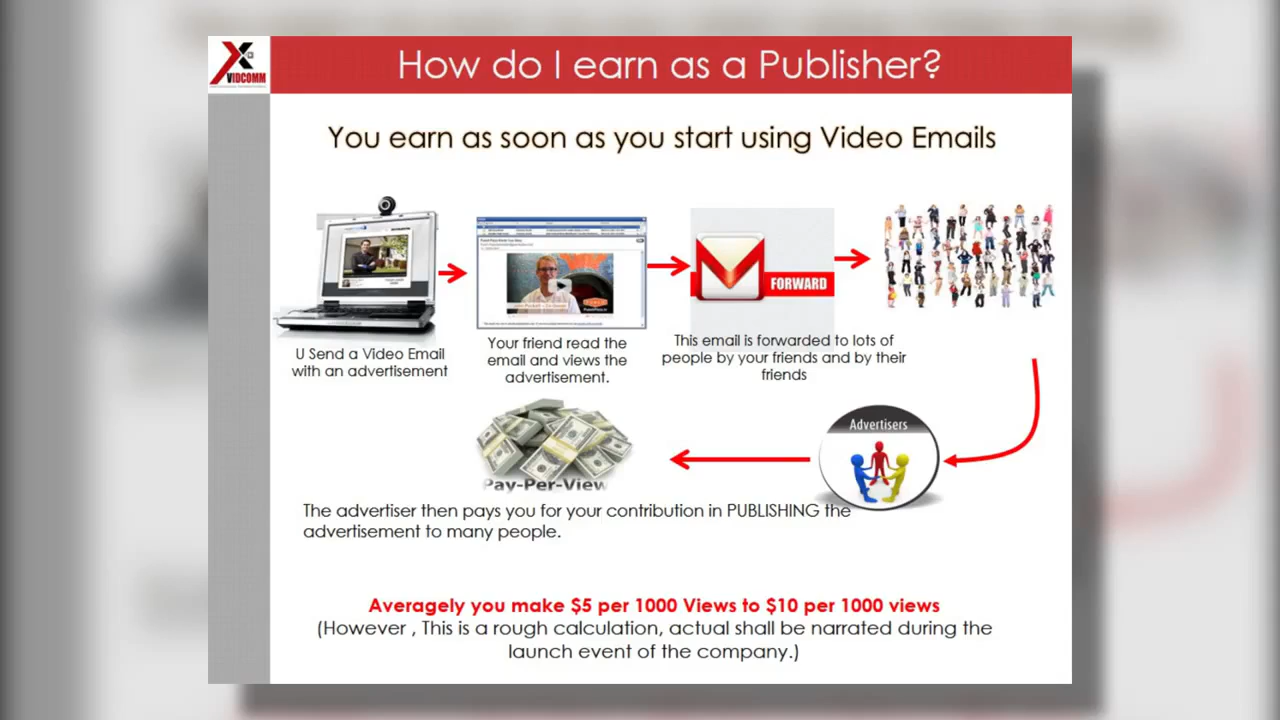 VIDCOMM
How do I earn as a Publisher?
You earn as soon as you start using Video Emails
FORWARD
U Send a Video Email
with an advertisement
Your friend read the
email and views the
advertisement.
This email is forwarded to lots of
people by your friends and by their
friends
Advertisers
Pay-Per-View
The advertiser then pays you for your contribution in PUBLISHING the
advertisement to many people.
Averagely you make $5 per 1000 Views to $10 per 1000 views
(However , This is a rough calculation, actual shall be narrated during the
launch event of the company.)